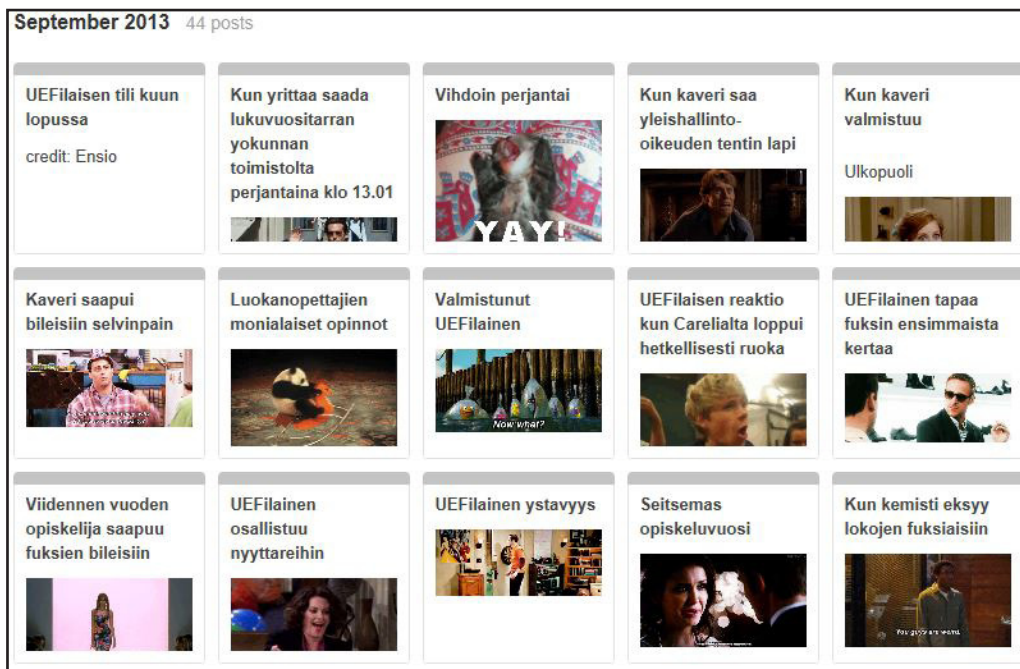 September 2013 44 posts
UEFilaisen tili kuun
lopussa
credit: Ensio
Kun yrittaa saada
lukuvuositarran
yokunnan
toimistolta
perjantaina klo 13.01
Vihdoin perjantai
YAY!
Kun kaveri saa
yleishallinto-
oikeuden tentin lapi
Kun kaveri
valmistuu
Ulkopuoli
Kaveri saapui
bileisiin selvinpain
Luokanopettajien
monialaiset opinnot
Valmistunut
UEFilainen
Now what?
UEFilaisen reaktio
kun Carelialta loppui
hetkellisesti ruoka
UEFilainen tapaa
fuksin ensimmaista
kertaa
Viidennen vuoden
opiskelija saapuu
fuksien bileisiin
UEFilainen
osallistuu
nyyttareihin
UEFilainen ystavyys
Seitsemas
opiskeluvuosi
Kun kemisti eksyy
lokojen fuksiaisiin
You guys are weird.